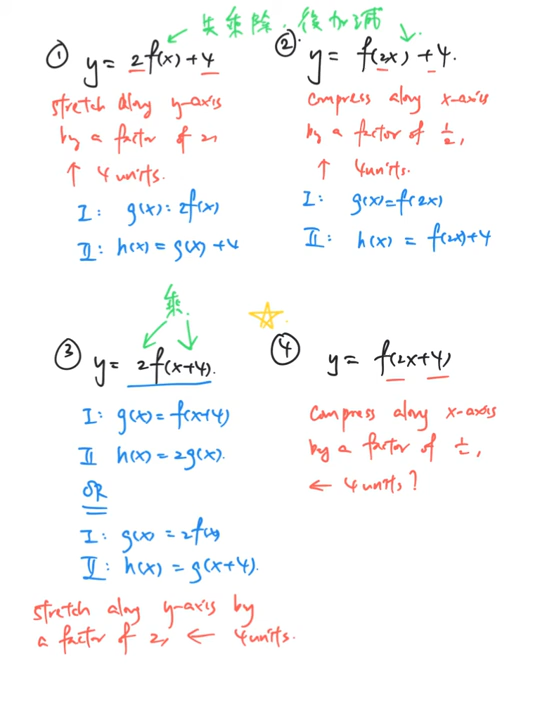 先乘除,後加減
① y = 2f(x) + 4
stretch along y-axis
by a factor of 2,
↑ 4 units.
I: g(x) = 2f(x)
II: h(x) = g(x) + 4
② y = f(2x) + 4.
compress along x-axis
by a factor of 1/2,
↑ 4 units.
I: g(x) = f(2x)
II: h(x) = f(2x) + 4
乘
③ y = 2f(x+4).
I: g(x) = f(x+4)
II h(x) = 2g(x).
OR
I: g(x) = 2f(x)
II: h(x) = g(x+4).
stretch along y-axis by
a factor of 2, ← 4 units.
④ y = f(2x+4)
compress along x-axis
by a factor of 1/2,
← 4 units?